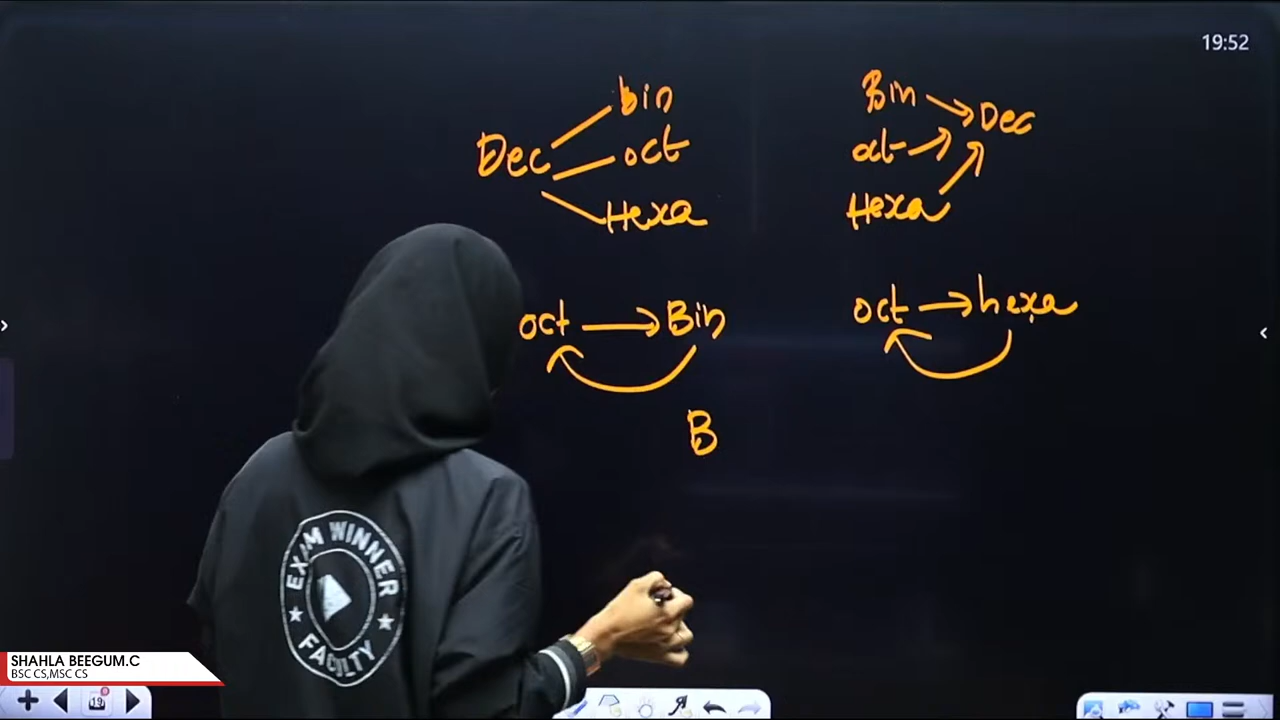 19:52
Dec bin
oct
Hexa
Bin Dec
oct
Hexa
oct → Bin
oct → hexa
B
EXAM WINNER
FACULTY
SHAHLA BEEGUM.C
BSC CS,MSC CS
19